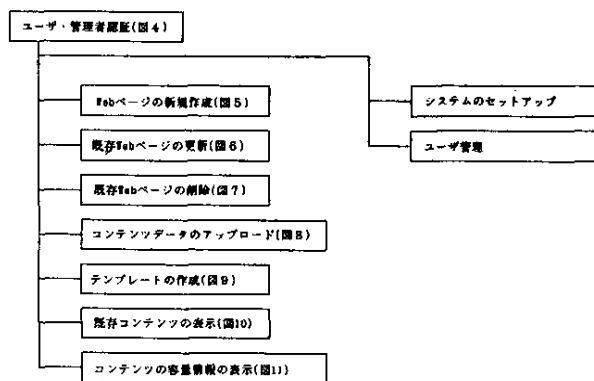 ユーザ・管理者認証(図4)
Webページの新規作成(図5)
システムのセットアップ
既存Webページの更新(図6)
ユーザ管理
既存Webページの削除(図7)
コンテンツデータのアップロード(図8)
テンプレートの作成(図9)
既存コンテンツの表示(図10)
コンテンツの容量情報の表示(図11)